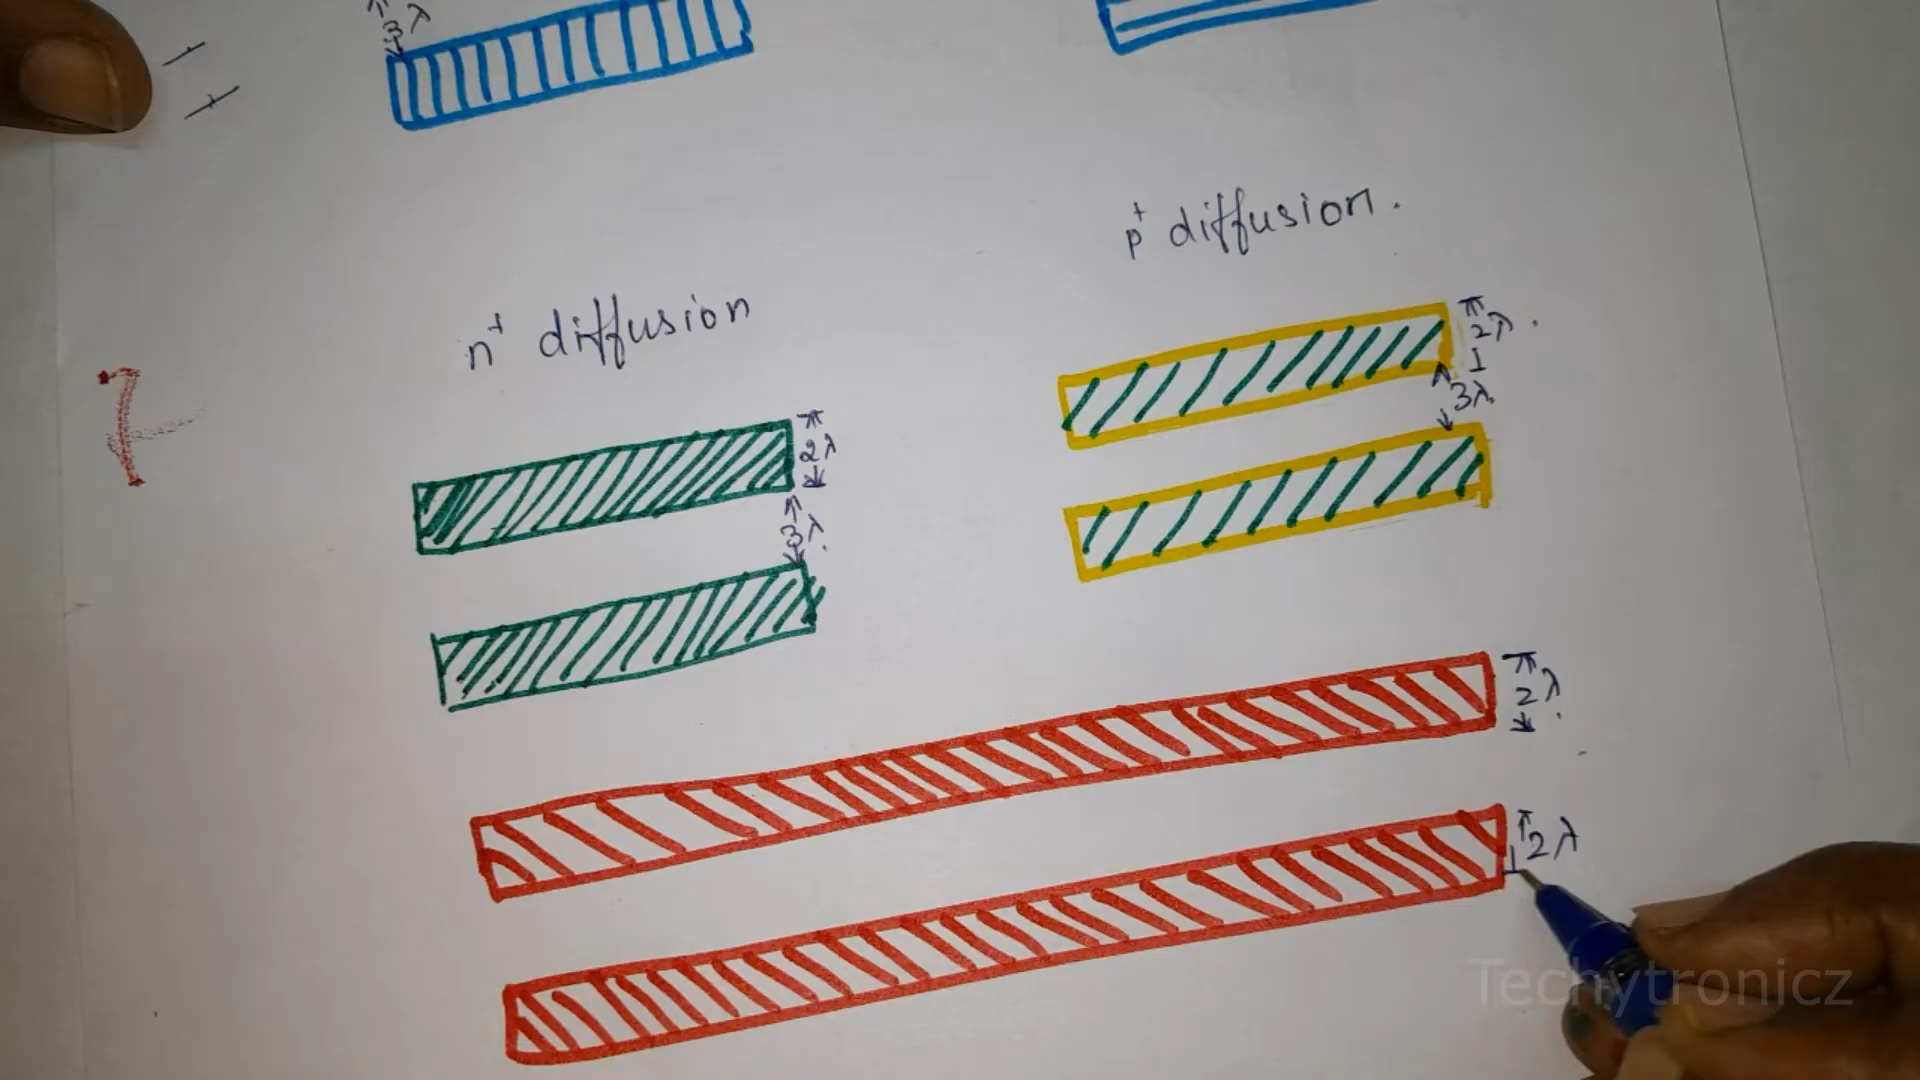 3λ
p⁺ diffusion.
n⁺ diffusion
2λ.
3λ.
2λ
3λ.
2λ.
2λ
Techytronicz